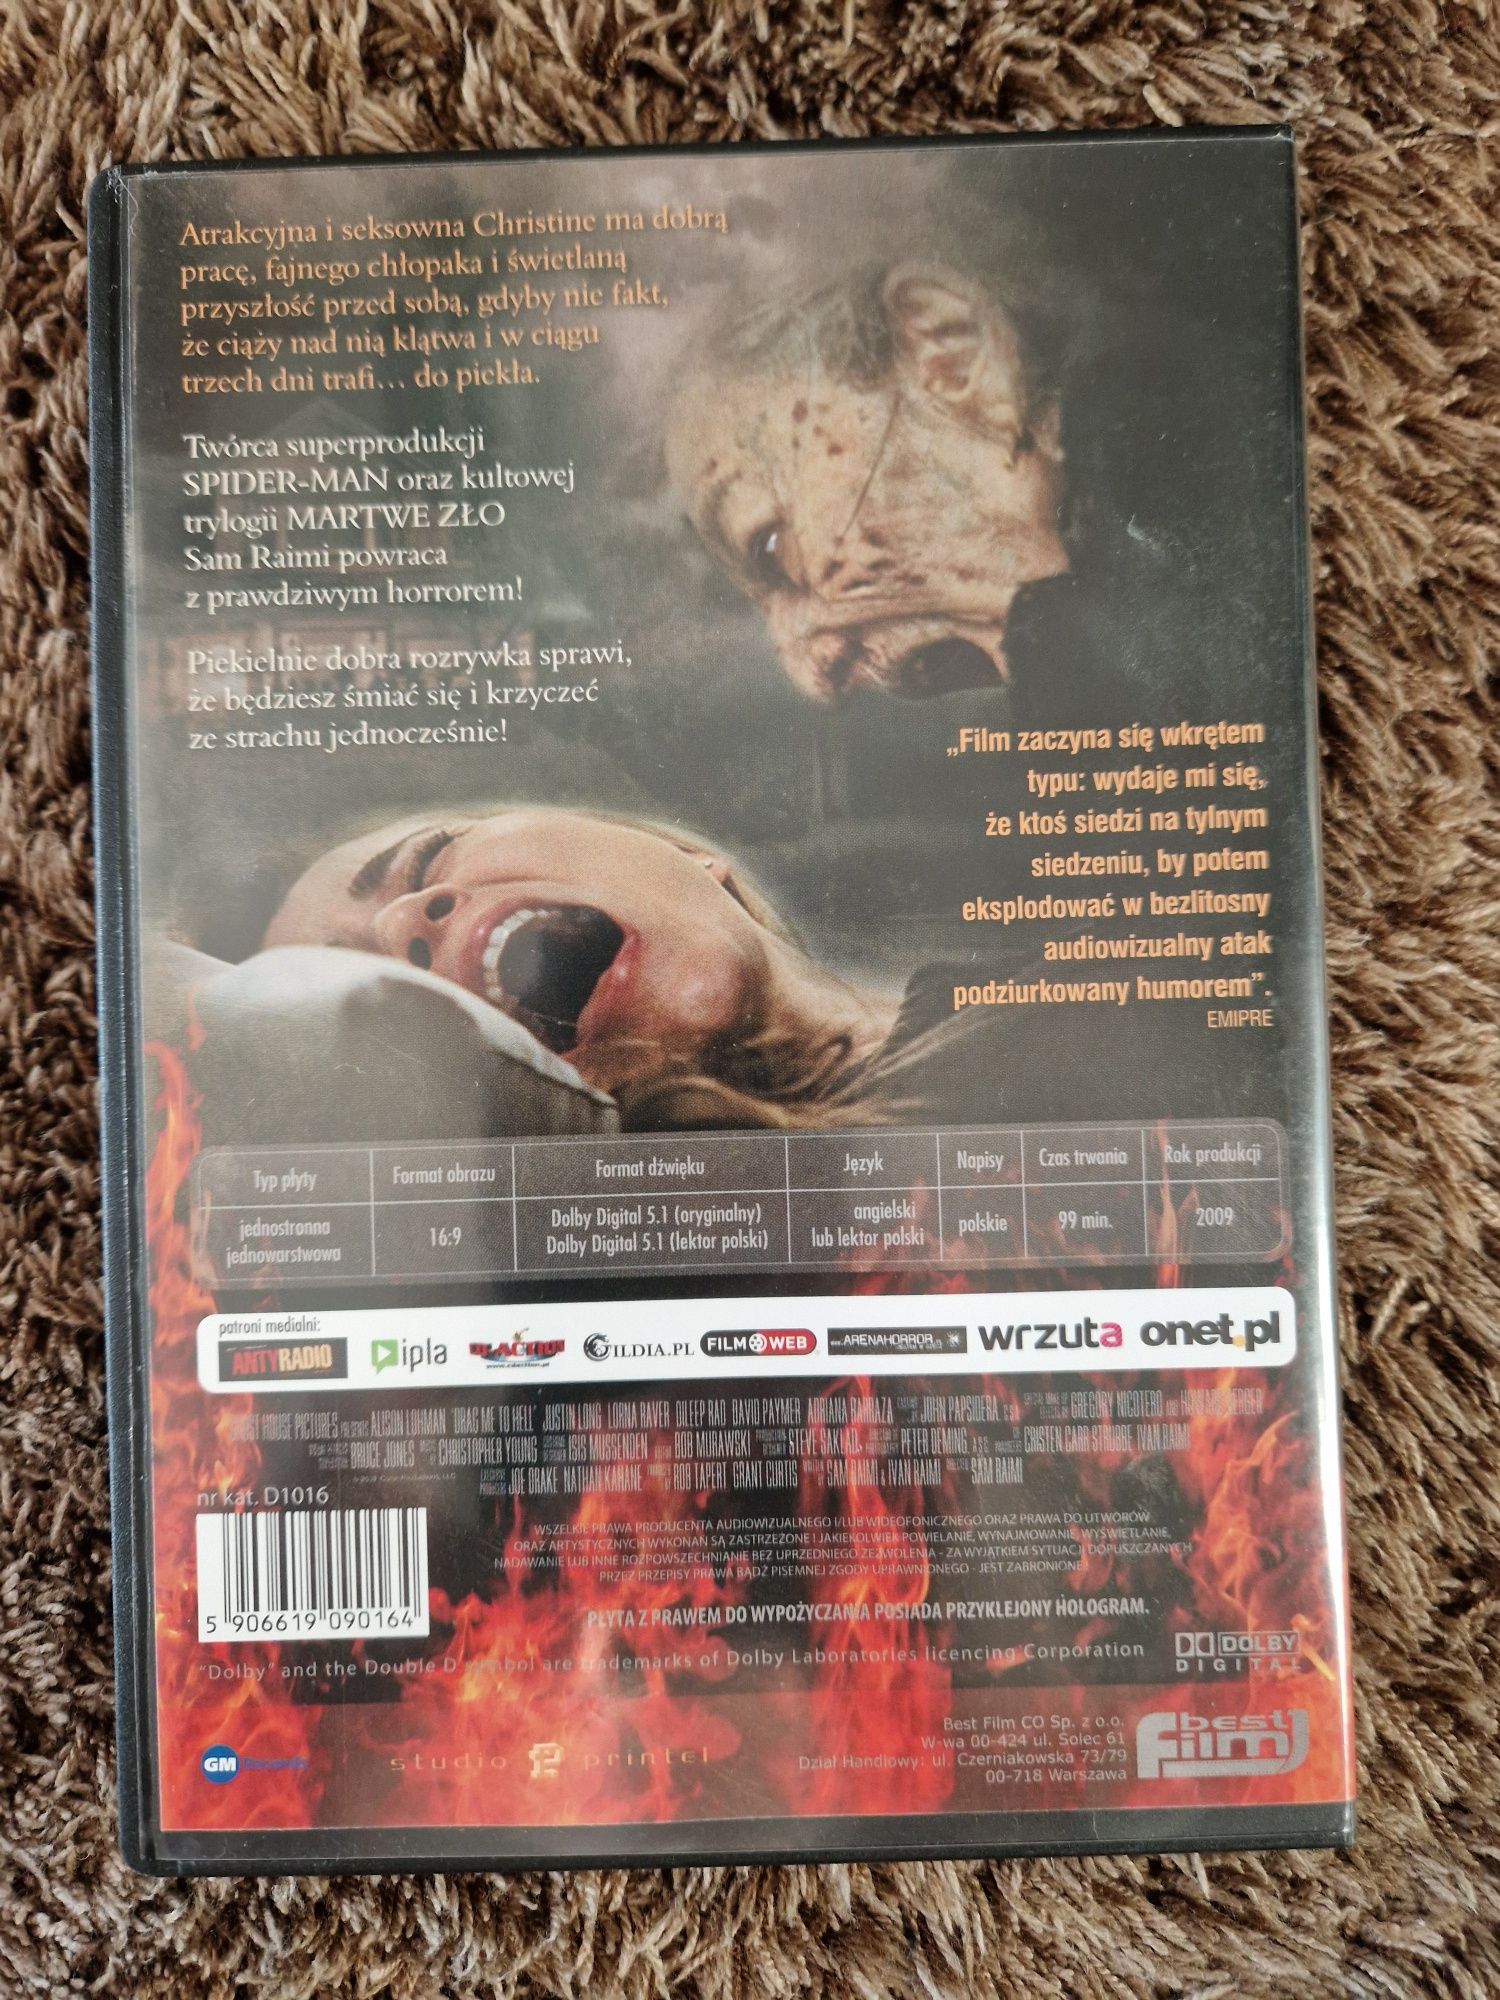 Atrakcyjna i seksowna Christine ma dobrą
pracę, fajnego chłopaka i świetlaną
przyszłość przed sobą, gdyby nie fakt,
że ciąży nad nią klątwa i w ciągu
trzech dni trafi... do piekła.
Twórca superprodukcji
SPIDER-MAN oraz kultowej
trylogii MARTWE ZŁO
Sam Raimi powraca
z prawdziwym horrorem!
Piekielnie dobra rozrywka sprawi,
że będziesz śmiać się i krzyczeć
ze strachu jednocześnie!
„Film zaczyna się wkrętem
typu: wydaje mi się,
że ktoś siedzi na tylnym
siedzeniu, by potem
eksplodować w bezlitosny
audiowizualny atak
podziurkowany humorem”.
EMIPRE
Typ płyty Format obrazu Format dźwięku Język Napisy Czas trwania Rok produkcji
jednostronna jednowarstwowa 16:9 Dolby Digital 5.1 (oryginalny) Dolby Digital 5.1 (lektor polski) angielski lub lektor polski polskie 99 min. 2009
patroni medialni:
ANTYRADIO ipla GILDIA.PL FILMWEB ARENAHORROR wrzuta onet.pl
GHOST HOUSE PICTURES ALISON LOHMAN "DRAG ME TO HELL" JUSTIN LONG LORNA RAVER DILEEP RAO DAVID PAYMER ADRIANA BARRAZA JOHN PAPSIDERA GREGORY NICOTERO HOWARD BERGER
BRUCE JONES CHRISTOPHER YOUNG ISIS MUSSENDEN BOB MURAWSKI STEVE SAKLAD PETER DEMING CRISTEN CARR STRUBBE IVAN RAIMI
JOE DRAKE NATHAN KAHANE ROB TAPERT GRANT CURTIS SAM RAIMI & IVAN RAIMI SAM RAIMI
nr kat. D1016
WSZELKIE PRAWA PRODUCENTA AUDIOWIZUALNEGO I/LUB WIDEOFONICZNEGO ORAZ PRAWA DO UTWORÓW
ORAZ ARTYSTYCZNYCH WYKONAŃ SĄ ZASTRZEŻONE! JAKIEKOLWIEK POWIELANIE, WYNAJMOWANIE, WYŚWIETLANIE,
NADAWANIE LUB INNE ROZPOWSZECHNIANIE BEZ UPRZEDNIEGO ZEZWOLENIA - ZA WYJĄTKIEM SYTUACJI DOPUSZCZANYCH
PRZEZ PRZEPISY PRAWA BĄDŹ PISEMNEJ ZGODY UPRAWNIONEGO - JEST ZABRONIONE!
5 906619 090164
PŁYTA Z PRAWEM DO WYPOŻYCZANIA POSIADA PRZYKLEJONY HOLOGRAM.
"Dolby" and the Double D symbol are trademarks of Dolby Laboratories licencing Corporation
DOLBY
DIGITAL
GM Records
studio printel
Best Film CO Sp. z o.o.
W-wa 00-424 ul. Solec 61
Dział Handlowy: ul. Czerniakowska 73/79
00-718 Warszawa
best film